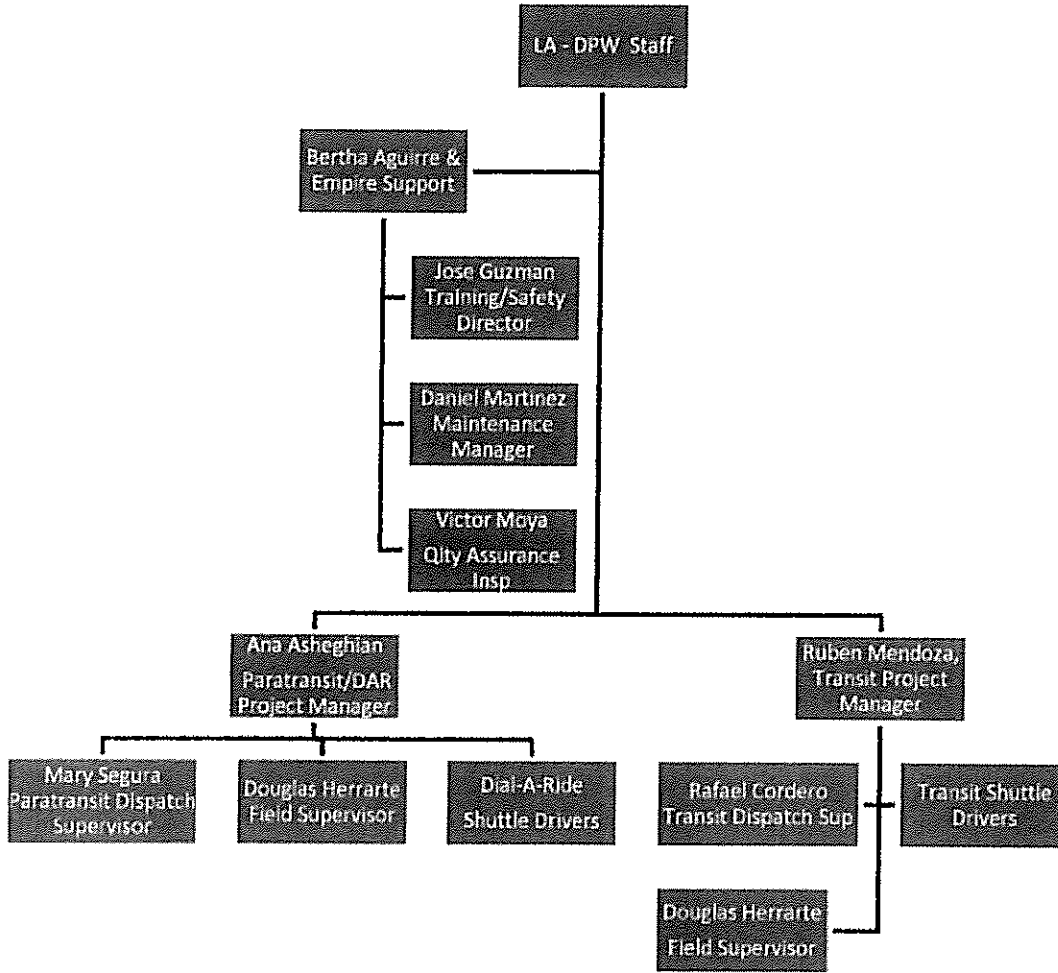 LA - DPW Staff
Bertha Aguirre &
Empire Support
Jose Guzman
Training/Safety
Director
Daniel Martinez
Maintenance
Manager
Victor Moya
Qlty Assurance
Insp
Ana Asheghian
Paratransit/DAR
Project Manager
Ruben Mendoza,
Transit Project
Manager
Mary Segura
Paratransit Dispatch
Supervisor
Douglas Herrarte
Field Supervisor
Dial-A-Ride
Shuttle Drivers
Rafael Cordero
Transit Dispatch Sup
Transit Shuttle
Drivers
Douglas Herrarte
Field Supervisor